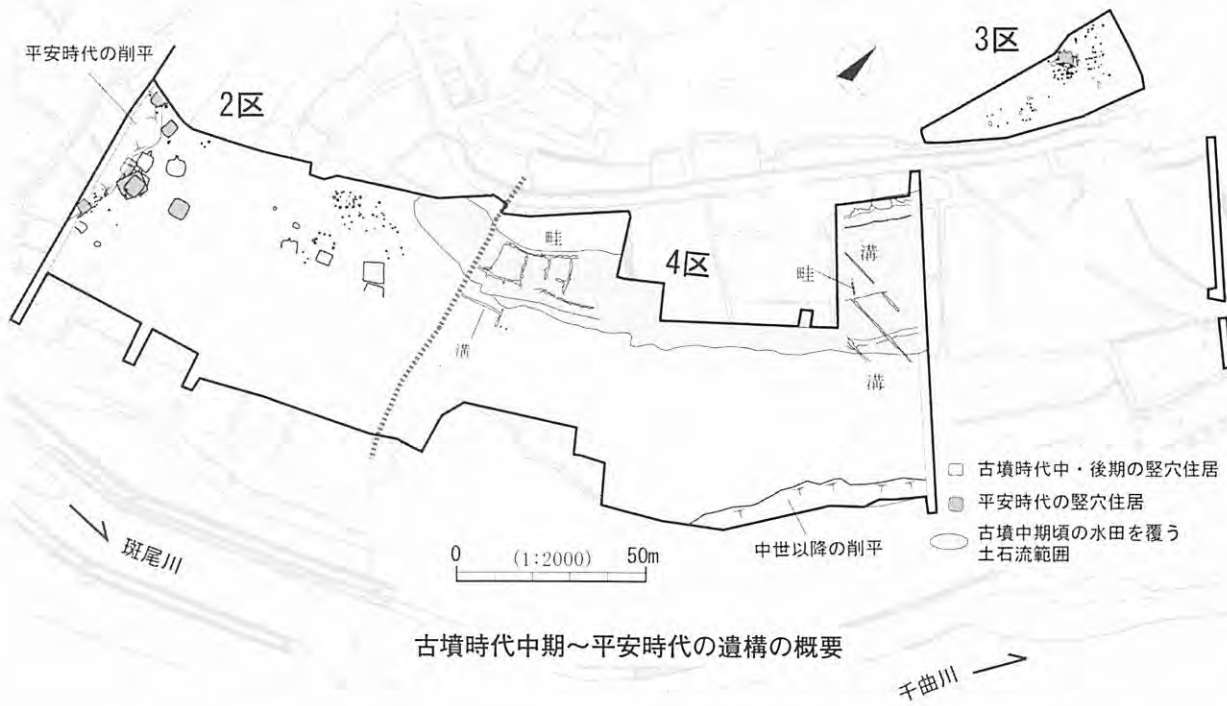 平安時代の削平
2区
3区
畦
4区
溝
畦
溝
溝
古墳時代中・後期の竪穴住居
平安時代の竪穴住居
古墳中期頃の水田を覆う
土石流範囲
中世以降の削平
斑尾川
0 (1:2000) 50m
古墳時代中期～平安時代の遺構の概要
千曲川